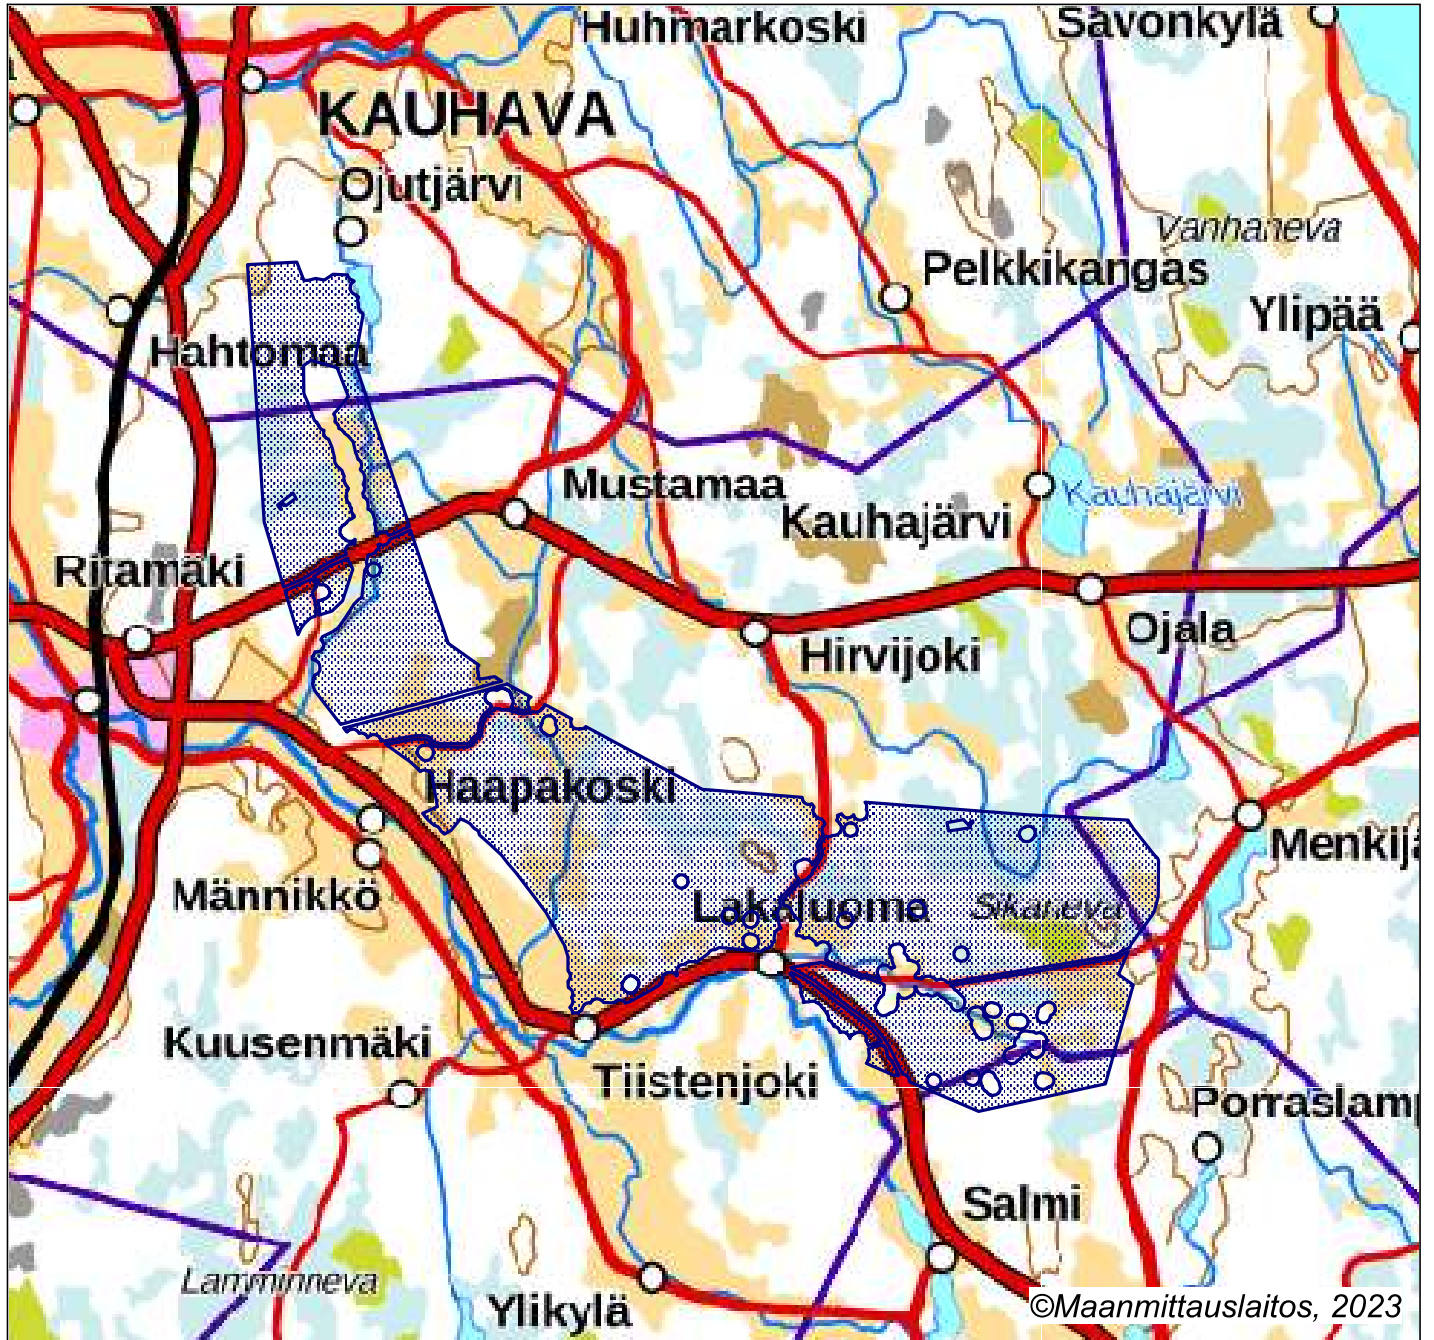 Huhmarkoski
Savonkylä
KAUHAVA
Ojutjärvi
Vanhaneva
Pelkkikangas
Ylipää
Hahtomaa
Mustamaa
Kauhajärvi
Kauhajärvi
Ritamäki
Ojala
Hirvijoki
Haapakoski
Menkijä
Männikkö
Lakaluoma
Sikaneva
Kuusenmäki
Tiistenjoki
Porraslamp
Salmi
Lamminneva
Ylikylä
©Maanmittauslaitos, 2023